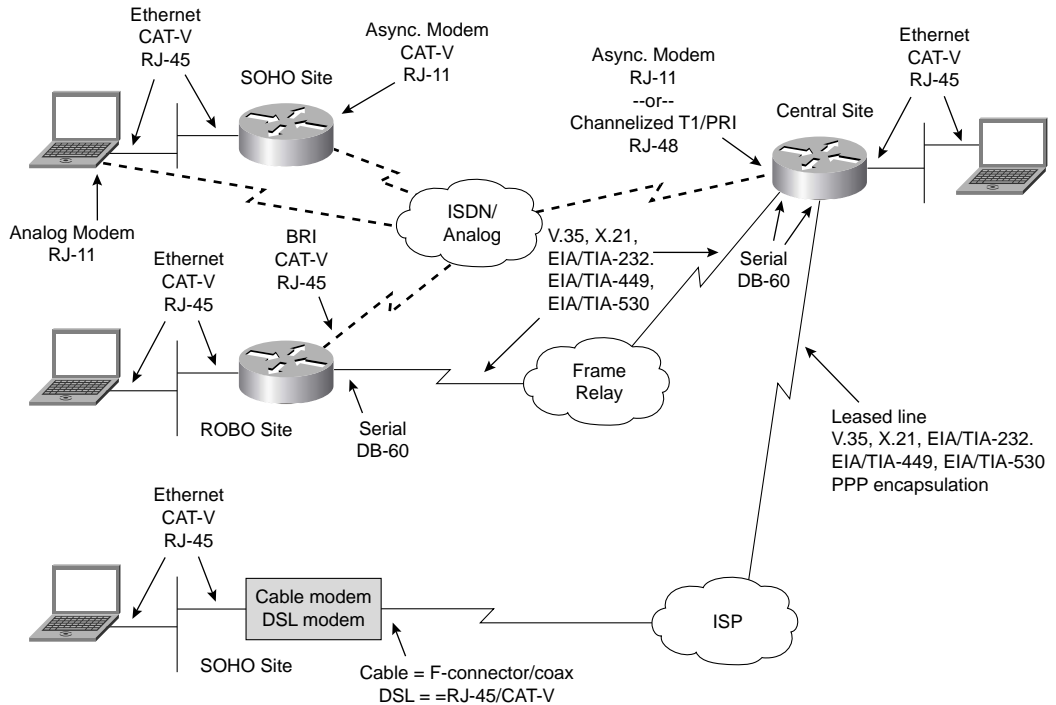 Ethernet
CAT-V
RJ-45
SOHO Site
Async. Modem
CAT-V
RJ-11
Async. Modem
RJ-11
--or--
Channelized T1/PRI
RJ-48
Central Site
Ethernet
CAT-V
RJ-45
Analog Modem
RJ-11
ISDN/
Analog
Ethernet
CAT-V
RJ-45
BRI
CAT-V
RJ-45
V.35, X.21,
EIA/TIA-232.
EIA/TIA-449,
EIA/TIA-530
Serial
DB-60
Frame
Relay
ROBO Site
Serial
DB-60
Leased line
V.35, X.21, EIA/TIA-232.
EIA/TIA-449, EIA/TIA-530
PPP encapsulation
Ethernet
CAT-V
RJ-45
Cable modem
DSL modem
ISP
SOHO Site
Cable = F-connector/coax
DSL = =RJ-45/CAT-V